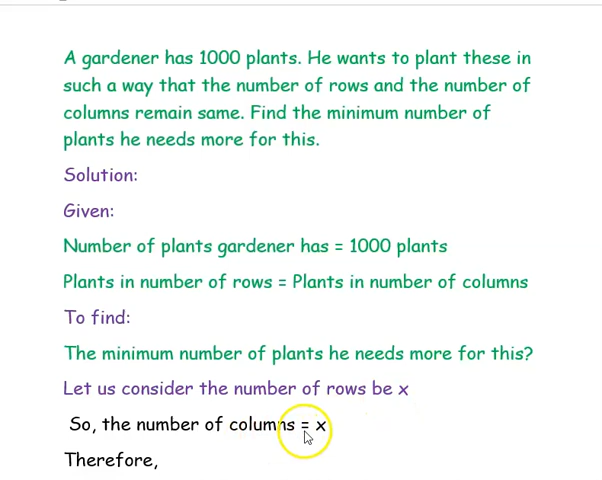 A gardener has 1000 plants. He wants to plant these in
such a way that the number of rows and the number of
columns remain same. Find the minimum number of
plants he needs more for this.
Solution:
Given:
Number of plants gardener has = 1000 plants
Plants in number of rows = Plants in number of columns
To find:
The minimum number of plants he needs more for this?
Let us consider the number of rows be x
So, the number of columns = x
Therefore,